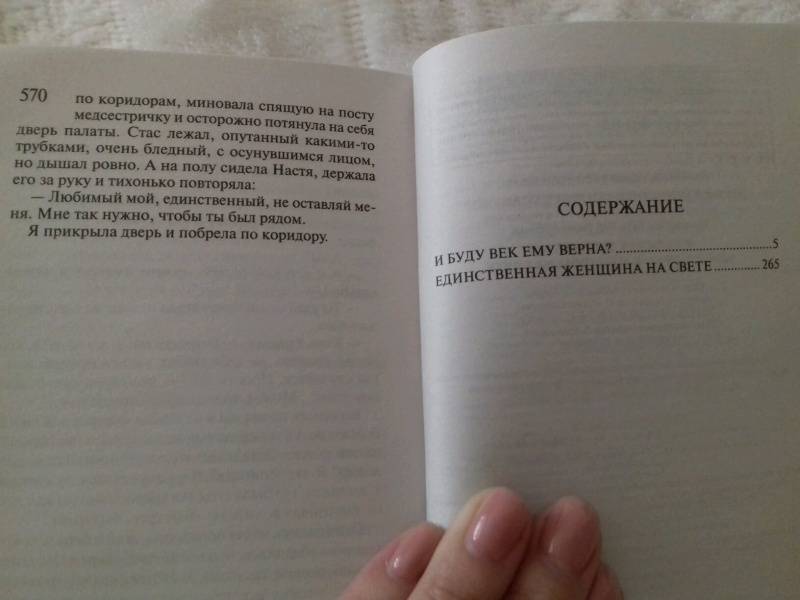 570
по коридорам, миновала спящую на посту
медсестричку и осторожно потянула на себя
дверь палаты. Стас лежал, опутанный какими-то
трубками, очень бледный, с осунувшимся лицом,
но дышал ровно. А на полу сидела Настя, держала
его за руку и тихонько повторяла:
— Любимый мой, единственный, не оставляй ме-
ня. Мне так нужно, чтобы ты был рядом.
Я прикрыла дверь и побрела по коридору.
СОДЕРЖАНИЕ
И БУДУ ВЕК ЕМУ ВЕРНА? ........................................ 5
ЕДИНСТВЕННАЯ ЖЕНЩИНА НА СВЕТЕ ............ 265